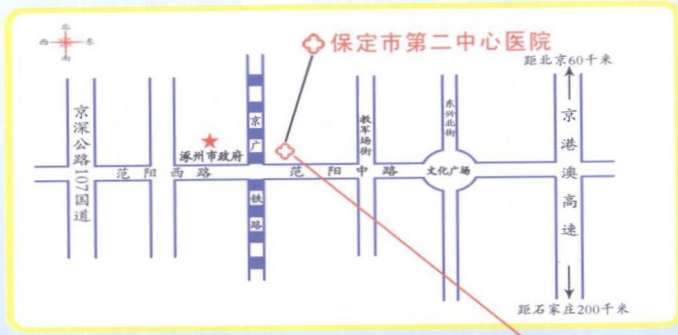 北
西 东
南
保定市第二中心医院
距北京60千米
京深公路107国道
涿州市政府
京广铁路
教军场街
东兴北街
京港澳高速
范阳西路
范阳中路
文化广场
距石家庄200千米